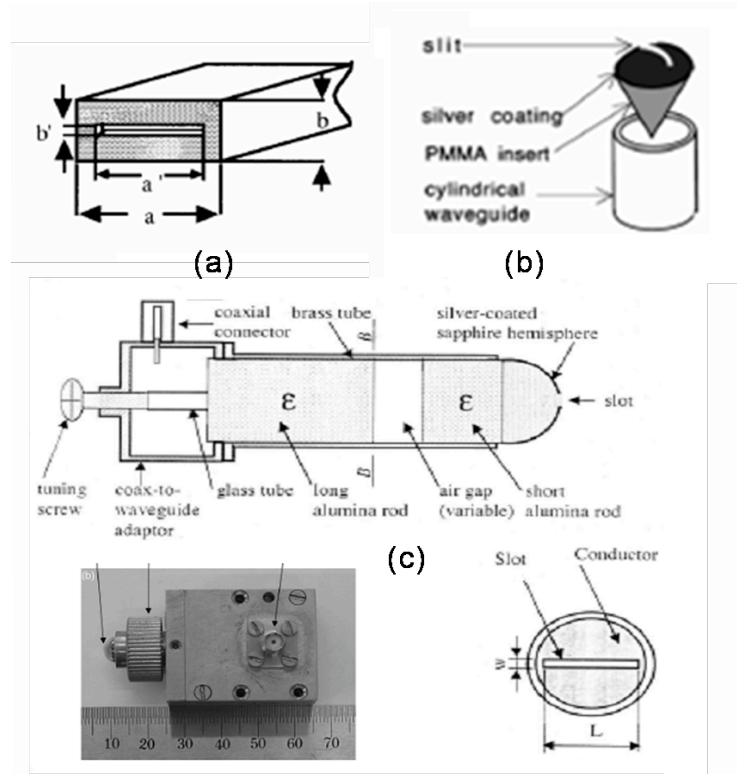 b'
b
a'
a
(a)
slit
silver coating
PMMA insert
cylindrical
waveguide
(b)
coaxial
connector
brass tube
B
silver-coated
sapphire hemisphere
ε
ε
slot
B
tuning
screw
coax-to-
waveguide
adaptor
glass tube
long
alumina rod
air gap
(variable)
short
alumina rod
(c)
(b)
Slot
Conductor
W
L
10 20 30 40 50 60 70